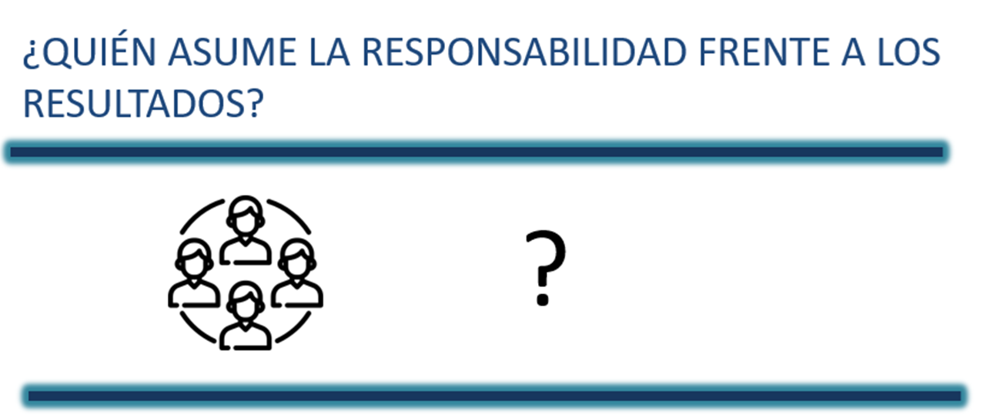 ¿QUIÉN ASUME LA RESPONSABILIDAD FRENTE A LOS
RESULTADOS?
?